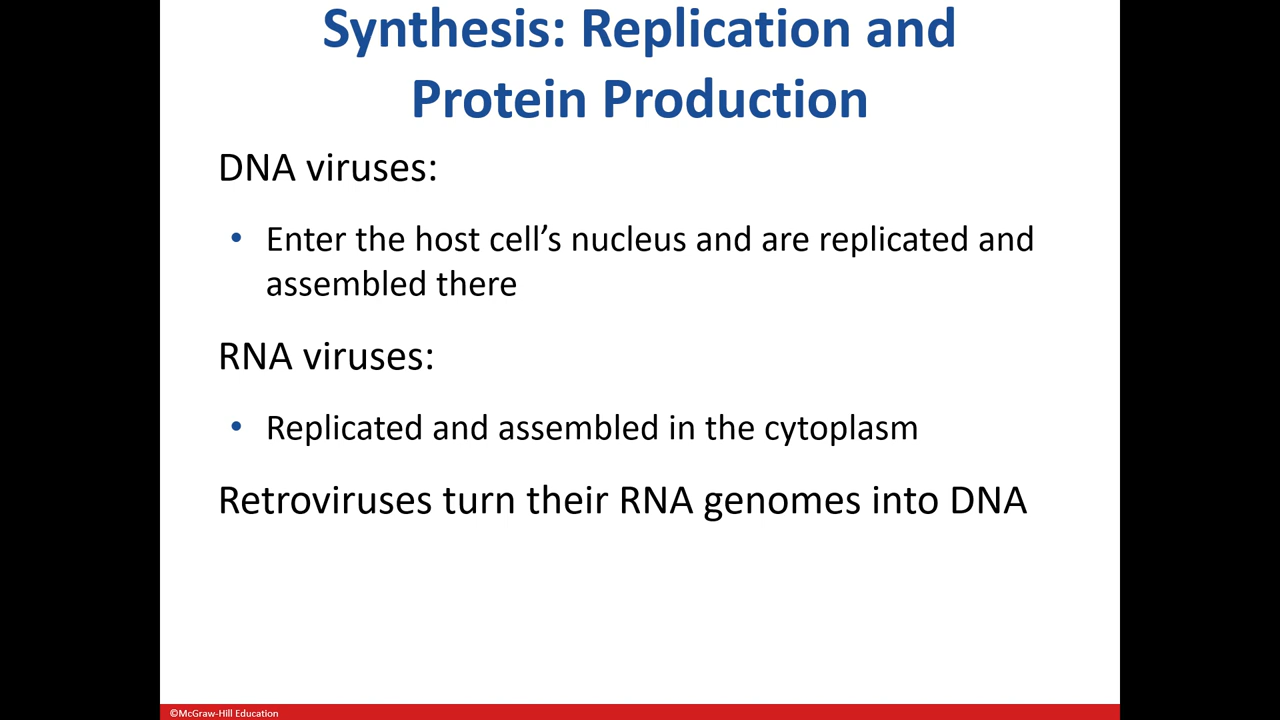 Synthesis: Replication and
Protein Production
DNA viruses:
• Enter the host cell’s nucleus and are replicated and
assembled there
RNA viruses:
• Replicated and assembled in the cytoplasm
Retroviruses turn their RNA genomes into DNA
©McGraw-Hill Education